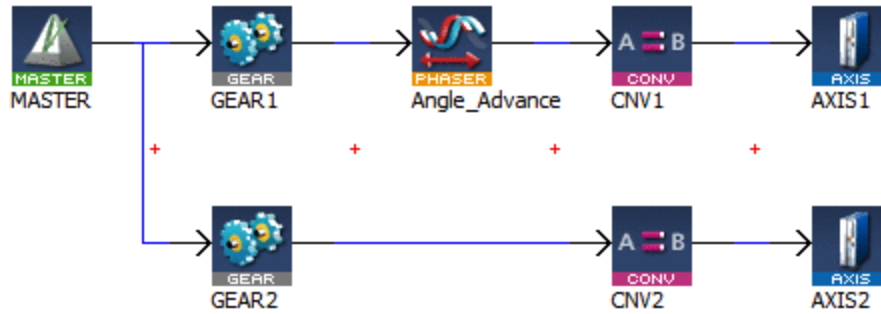 MASTER
GEAR
PHASER
A B
CONV
AXIS
MASTER
GEAR1
Angle_Advance
CNV1
AXIS1
GEAR
A B
CONV
AXIS
GEAR2
CNV2
AXIS2